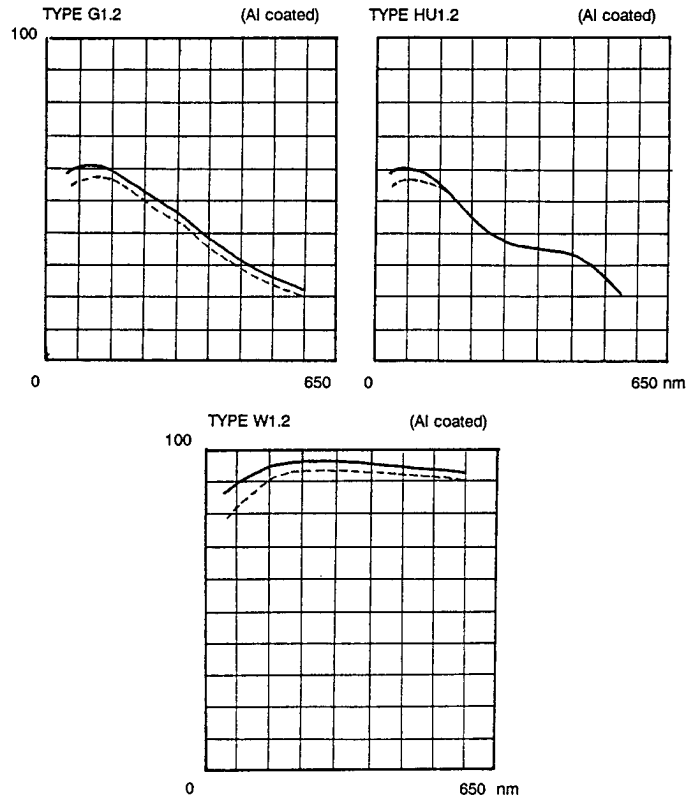 TYPE G1.2 (Al coated)
TYPE HU1.2 (Al coated)
100
0 650
0 650 nm
TYPE W1.2 (Al coated)
100
0 650 nm